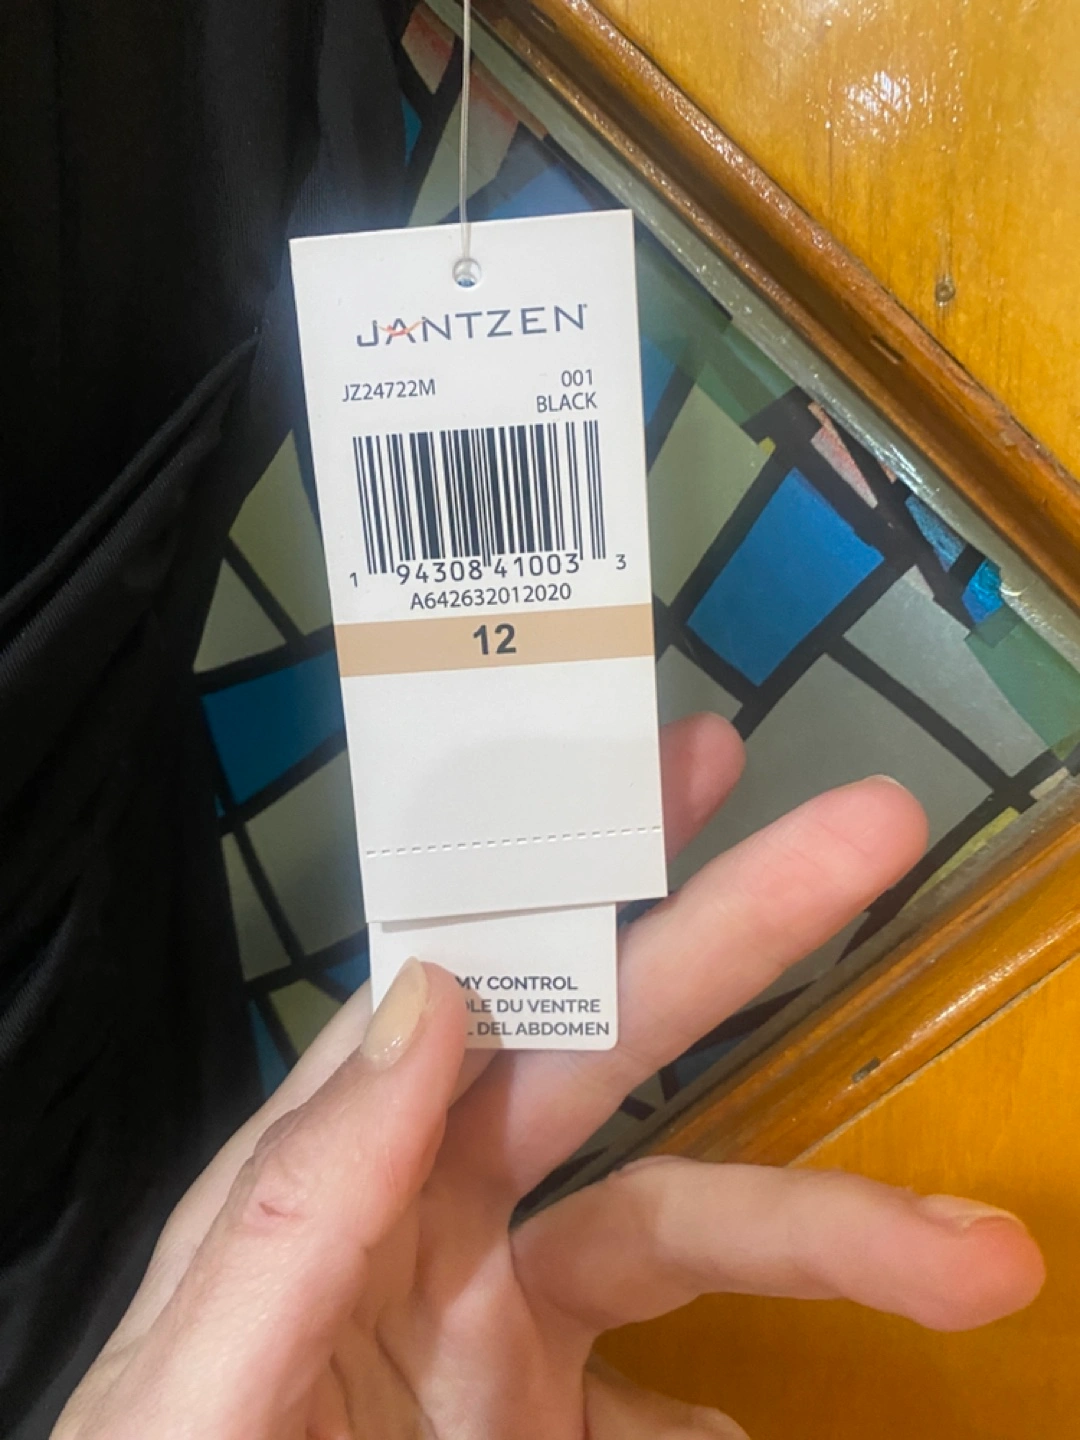 JANTZEN®
JZ24722M
001
BLACK
1 94308 41003 3
A642632012020
12
MY CONTROL
DU VENTRE
DEL ABDOMEN